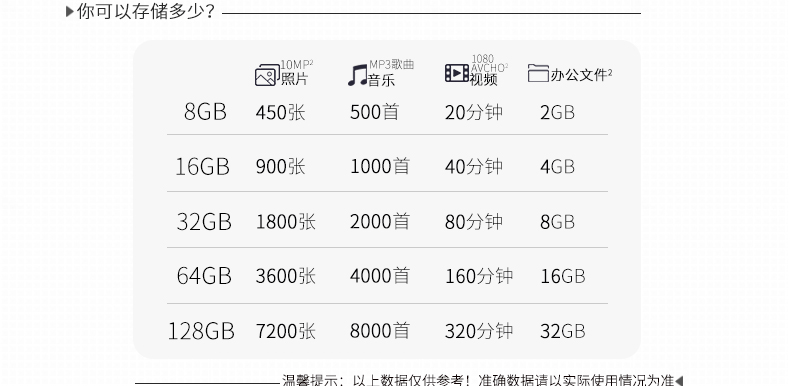 你可以存储多少？
10MP² 照片 MP3歌曲 音乐 1080 AVCHO² 视频 办公文件²
8GB 450张 500首 20分钟 2GB
16GB 900张 1000首 40分钟 4GB
32GB 1800张 2000首 80分钟 8GB
64GB 3600张 4000首 160分钟 16GB
128GB 7200张 8000首 320分钟 32GB
温馨提示：以上数据仅供参考！准确数据请以实际使用情况为准